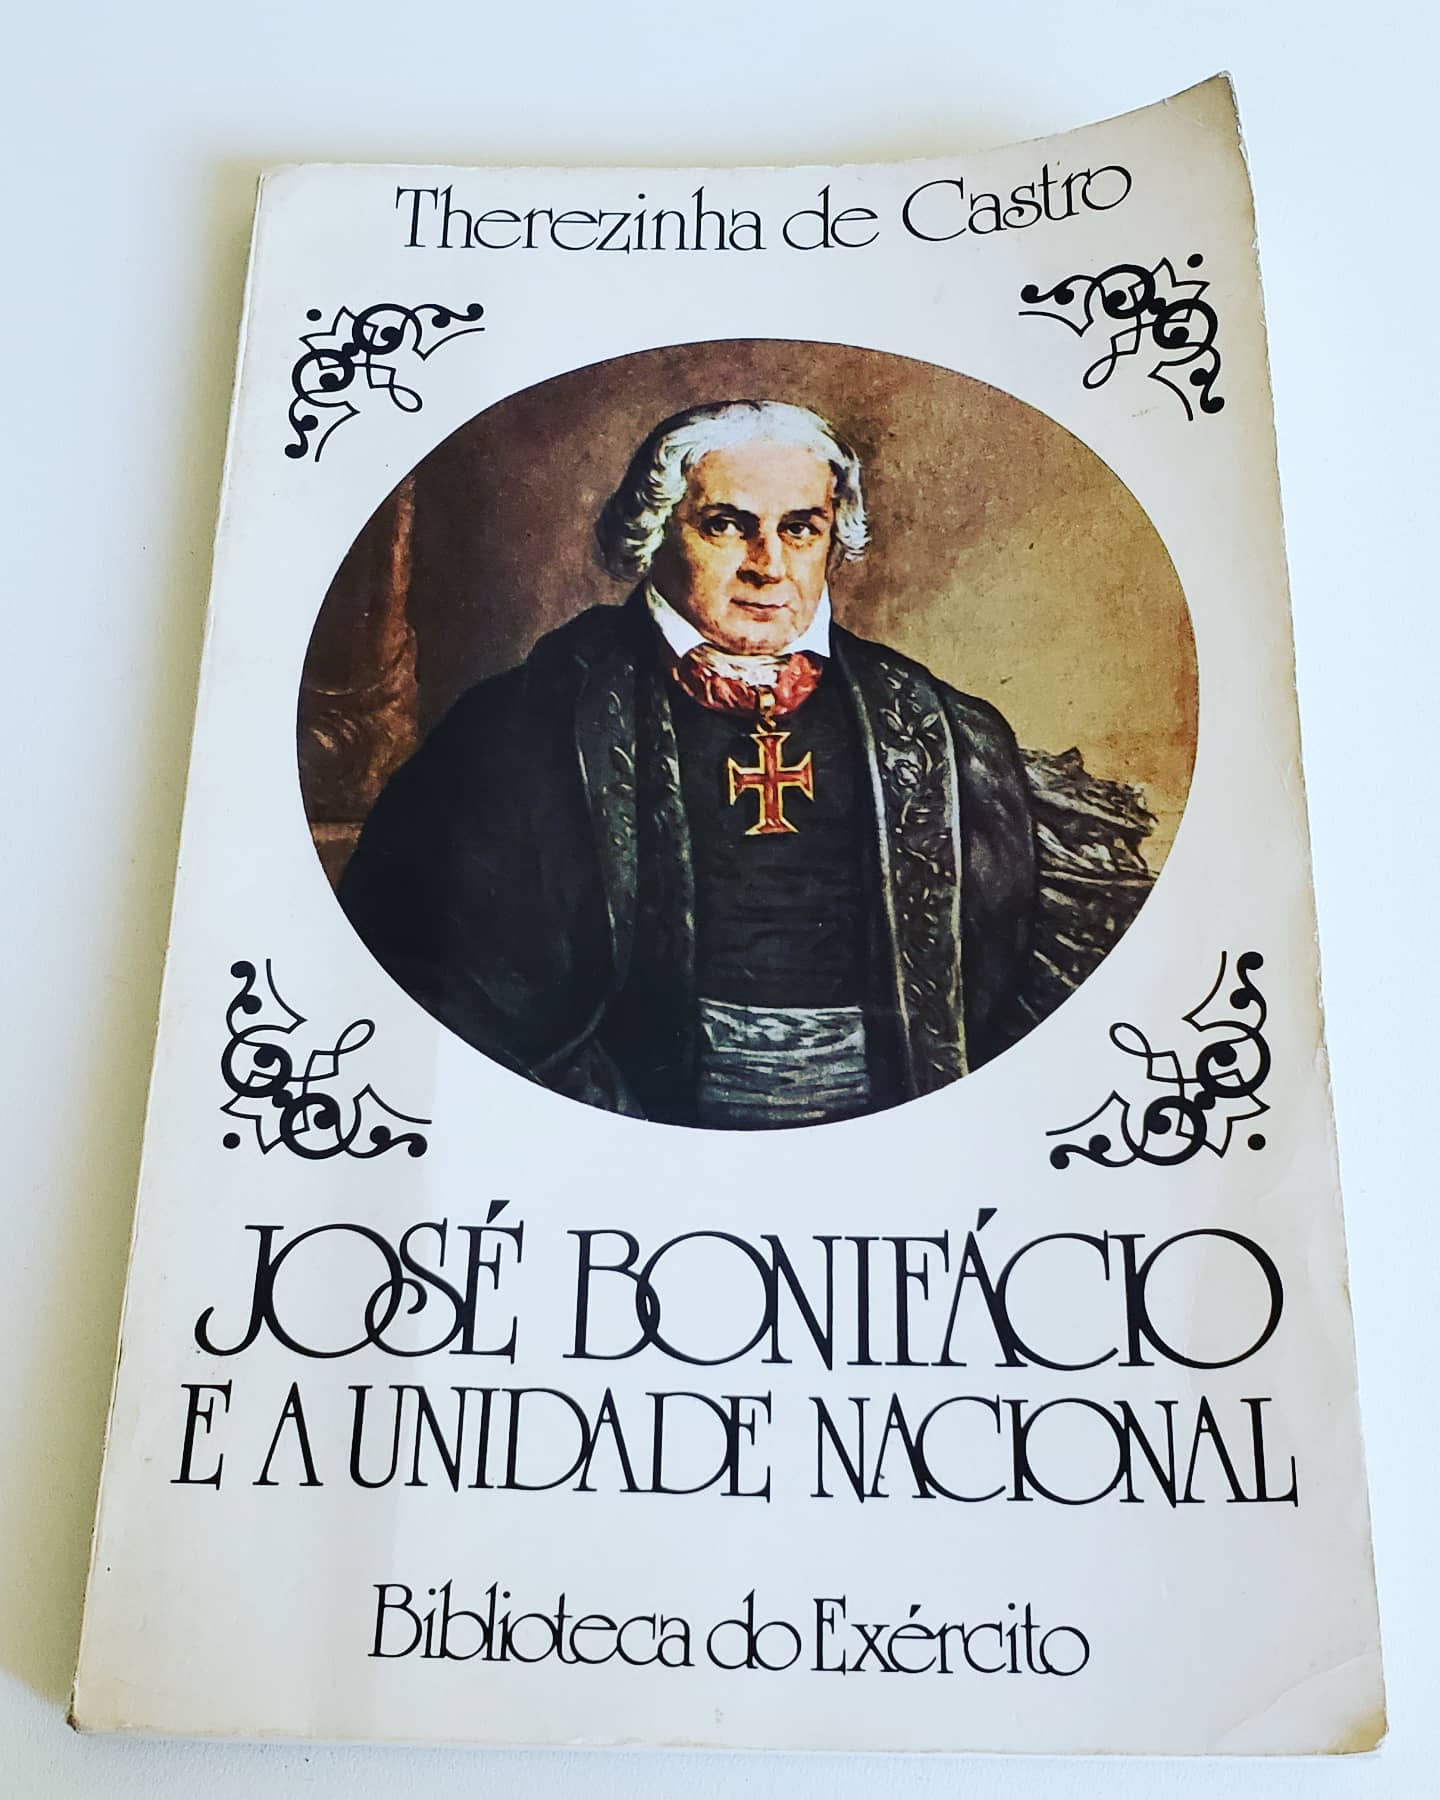 Therezinha de Castro
JOSÉ BONIFÁCIO
E A UNIDADE NACIONAL
Biblioteca do Exército